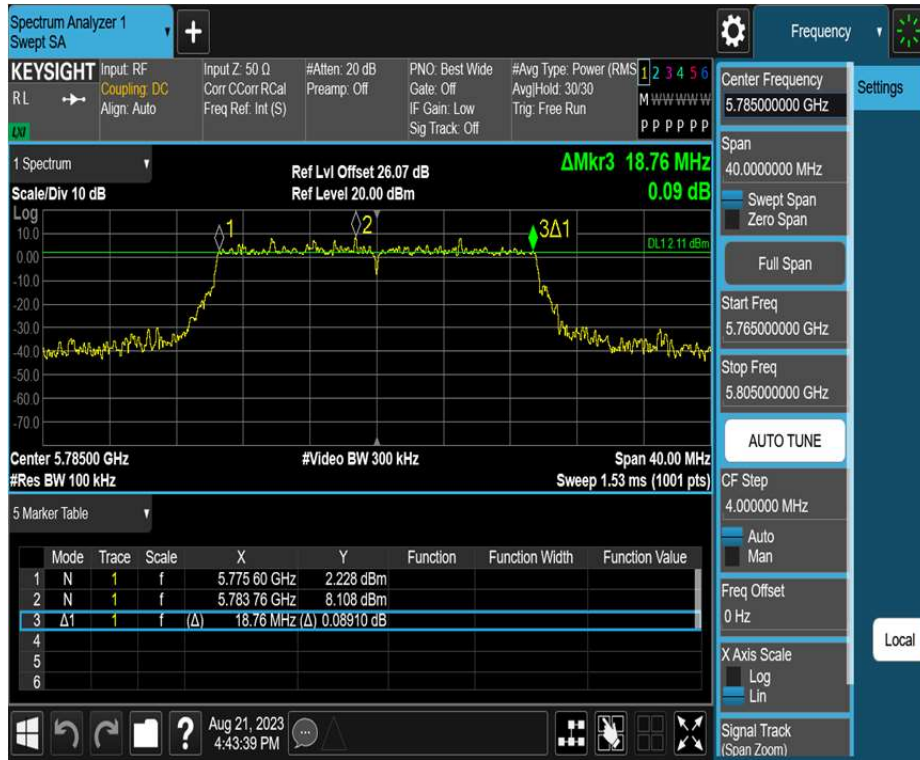 Spectrum Analyzer 1
Swept SA
Frequency
KEYSIGHT
RL
LXI
Input: RF
Coupling: DC
Align: Auto
Input Z: 50 Ω
Corr CCorr RCal
Freq Ref: Int (S)
#Atten: 20 dB
Preamp: Off
PNO: Best Wide
Gate: Off
IF Gain: Low
Sig Track: Off
#Avg Type: Power (RMS
Avg|Hold: 30/30
Trig: Free Run
1 2 3 4 5 6
M W W W W W
P P P P P P
1 Spectrum
Scale/Div 10 dB
Ref Lvl Offset 26.07 dB
Ref Level 20.00 dBm
ΔMkr3 18.76 MHz
0.09 dB
Log
10.0
0.00
-10.0
-20.0
-30.0
-40.0
-50.0
-60.0
-70.0
1
2
3Δ1
DL1 2.11 dBm
Center 5.78500 GHz
#Res BW 100 kHz
#Video BW 300 kHz
Span 40.00 MHz
Sweep 1.53 ms (1001 pts)
5 Marker Table
Mode Trace Scale X Y Function Function Width Function Value
1 N 1 f 5.775 60 GHz 2.228 dBm
2 N 1 f 5.783 76 GHz 8.108 dBm
3 Δ1 1 f (Δ) 18.76 MHz (Δ) 0.08910 dB
4
5
6
Aug 21, 2023
4:43:39 PM
?
Center Frequency
5.785000000 GHz
Span
40.0000000 MHz
Swept Span
Zero Span
Full Span
Start Freq
5.765000000 GHz
Stop Freq
5.805000000 GHz
AUTO TUNE
CF Step
4.000000 MHz
Auto
Man
Freq Offset
0 Hz
X Axis Scale
Log
Lin
Signal Track
(Span Zoom)
Settings
Local